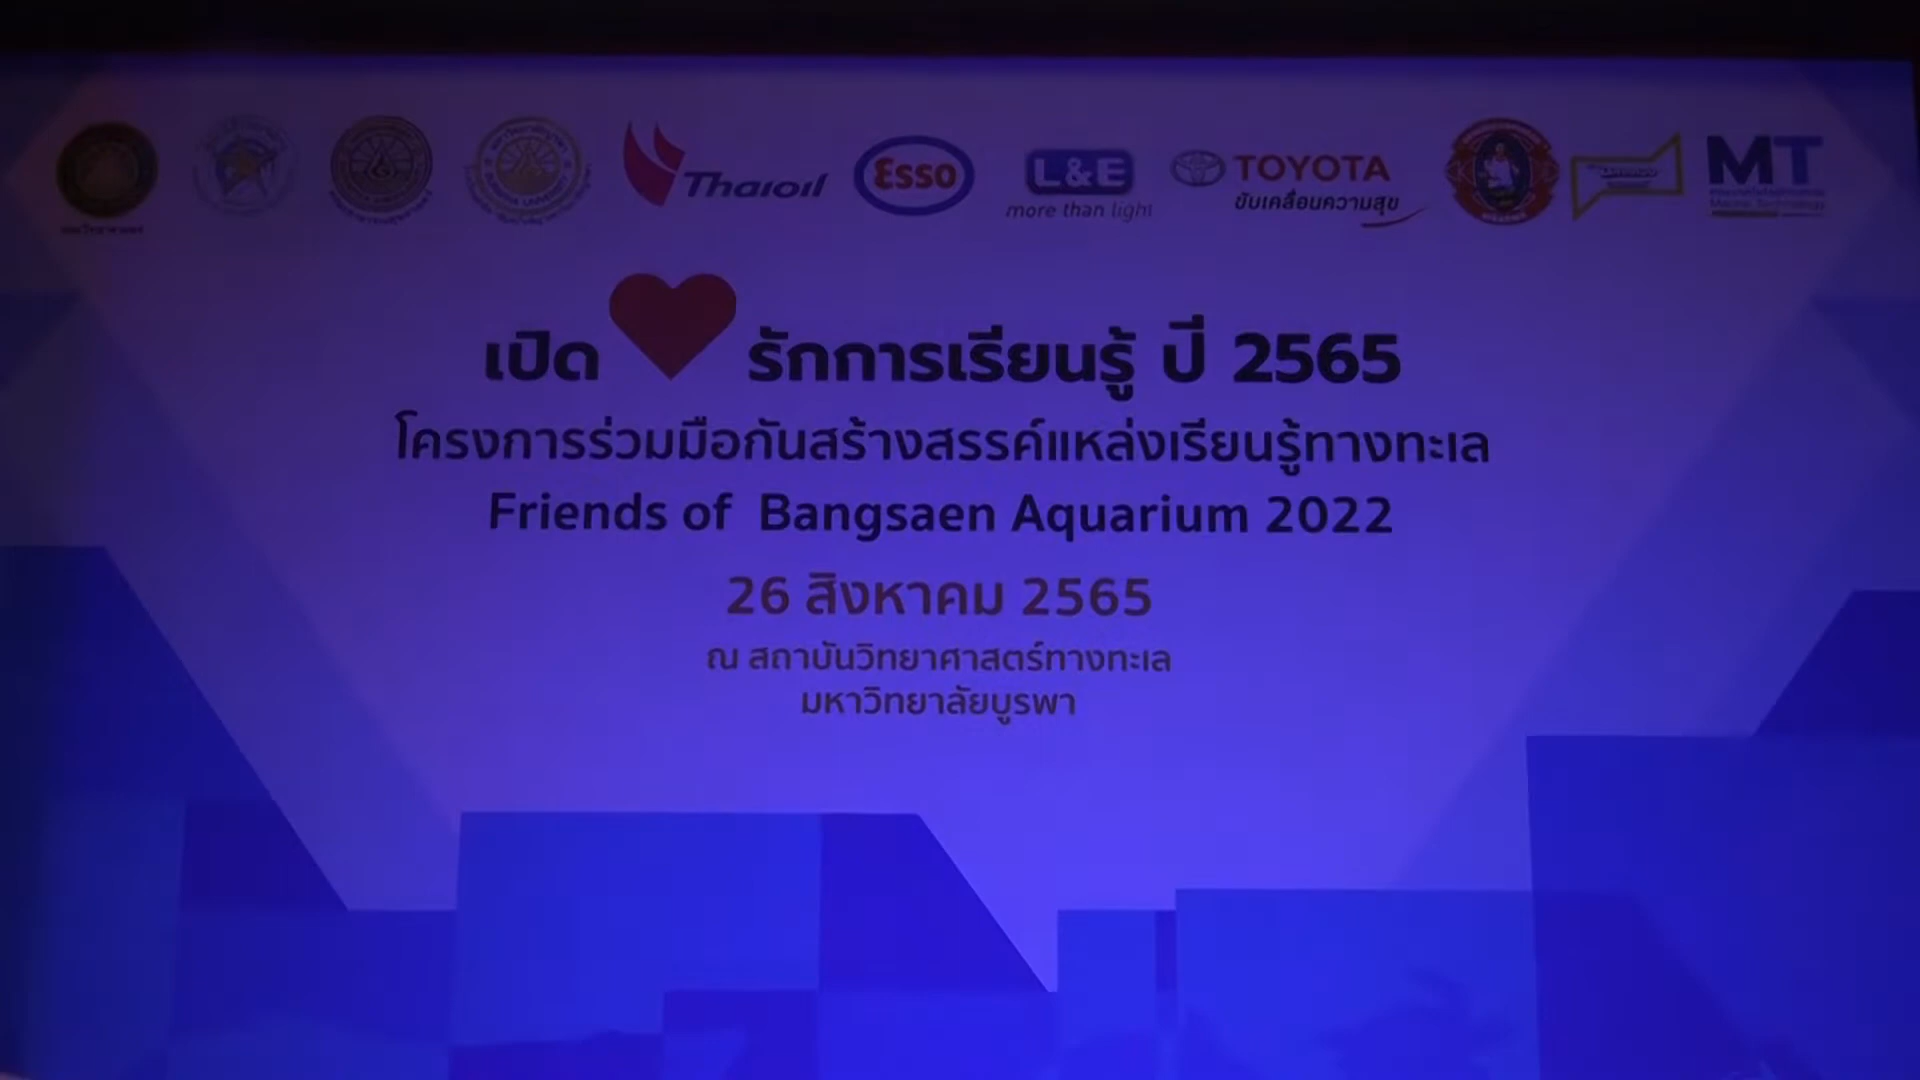 Thaioil
Esso
L&E
more than light
TOYOTA
ขับเคลื่อนความสุข
MT
Marine Technology
เปิด รักการเรียนรู้ ปี 2565
โครงการร่วมมือกันสร้างสรรค์แหล่งเรียนรู้ทางทะเล
Friends of Bangsaen Aquarium 2022
26 สิงหาคม 2565
ณ สถาบันวิทยาศาสตร์ทางทะเล
มหาวิทยาลัยบูรพา